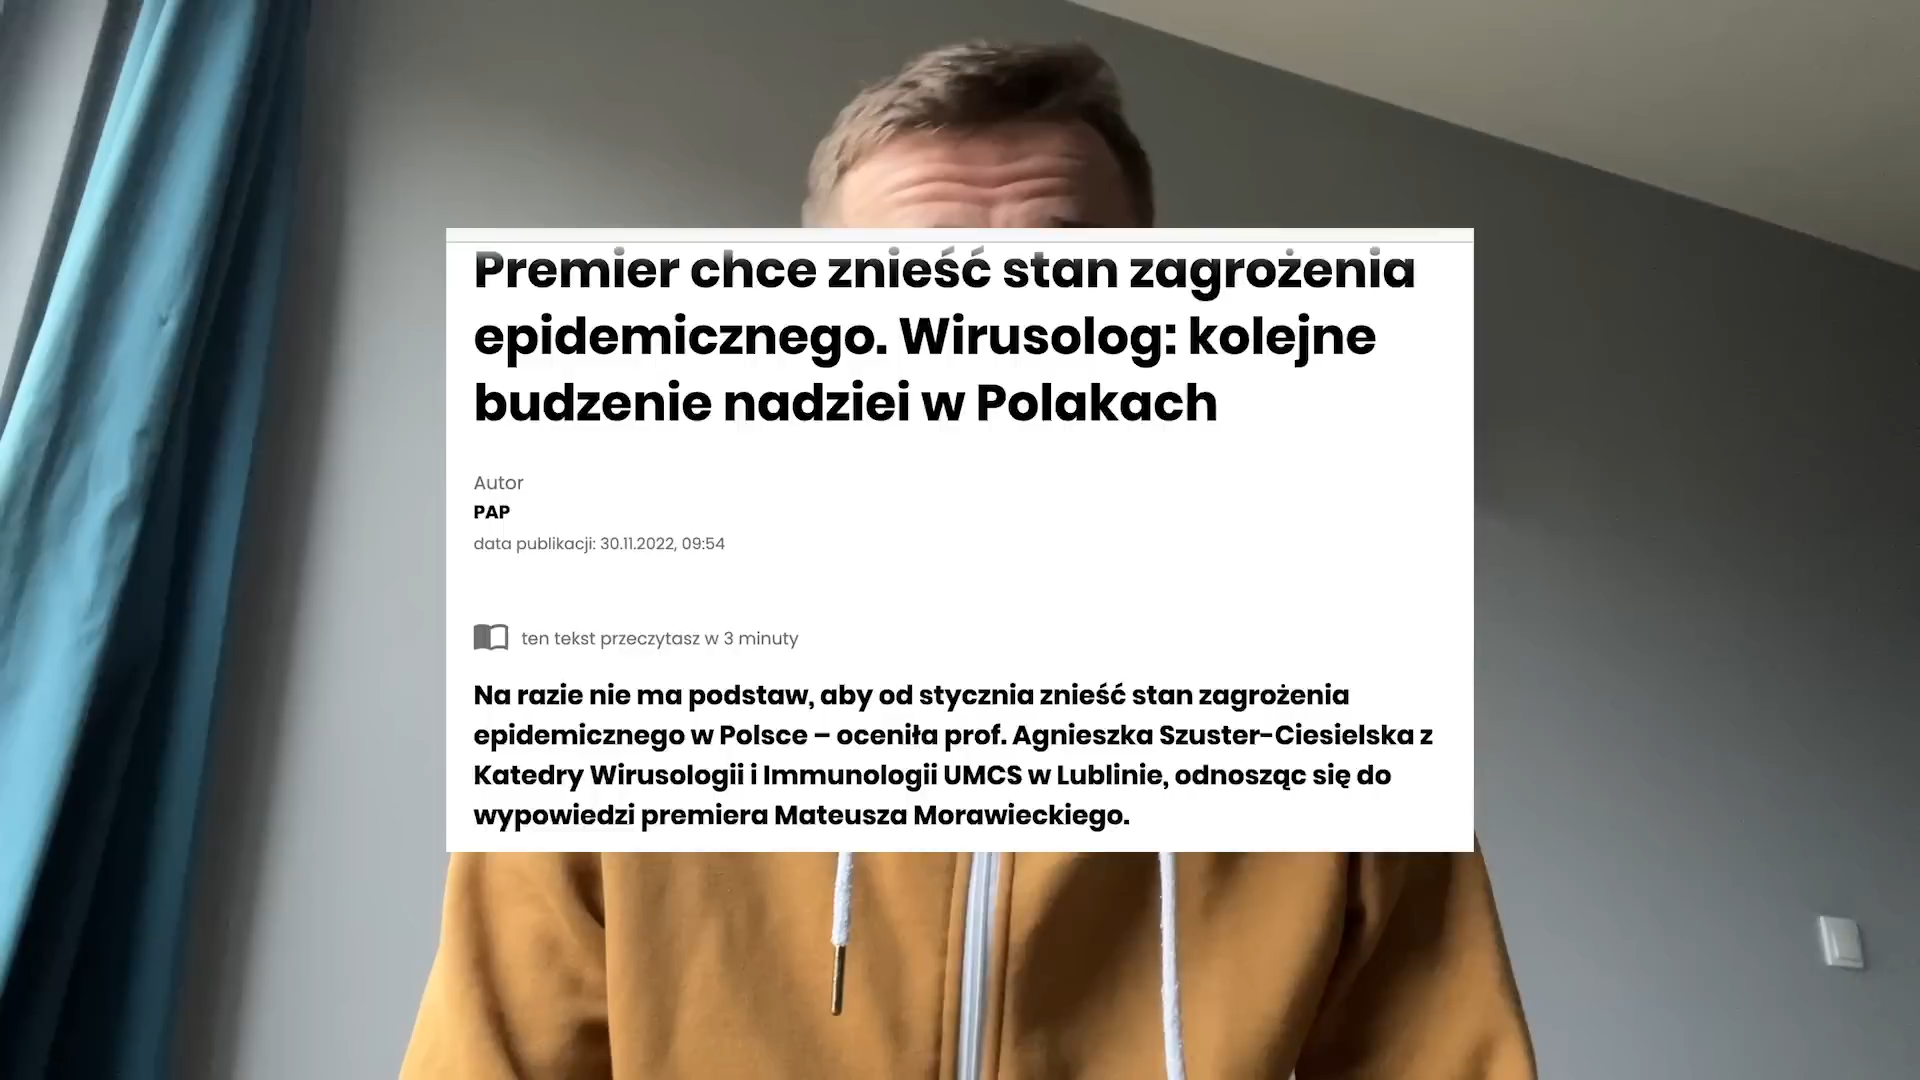 Premier chce znieść stan zagrożenia
epidemicznego. Wirusolog: kolejne
budzenie nadziei w Polakach
Autor
PAP
data publikacji: 30.11.2022, 09:54
ten tekst przeczytasz w 3 minuty
Na razie nie ma podstaw, aby od stycznia znieść stan zagrożenia
epidemicznego w Polsce – oceniła prof. Agnieszka Szuster-Ciesielska z
Katedry Wirusologii i Immunologii UMCS w Lublinie, odnosząc się do
wypowiedzi premiera Mateusza Morawieckiego.